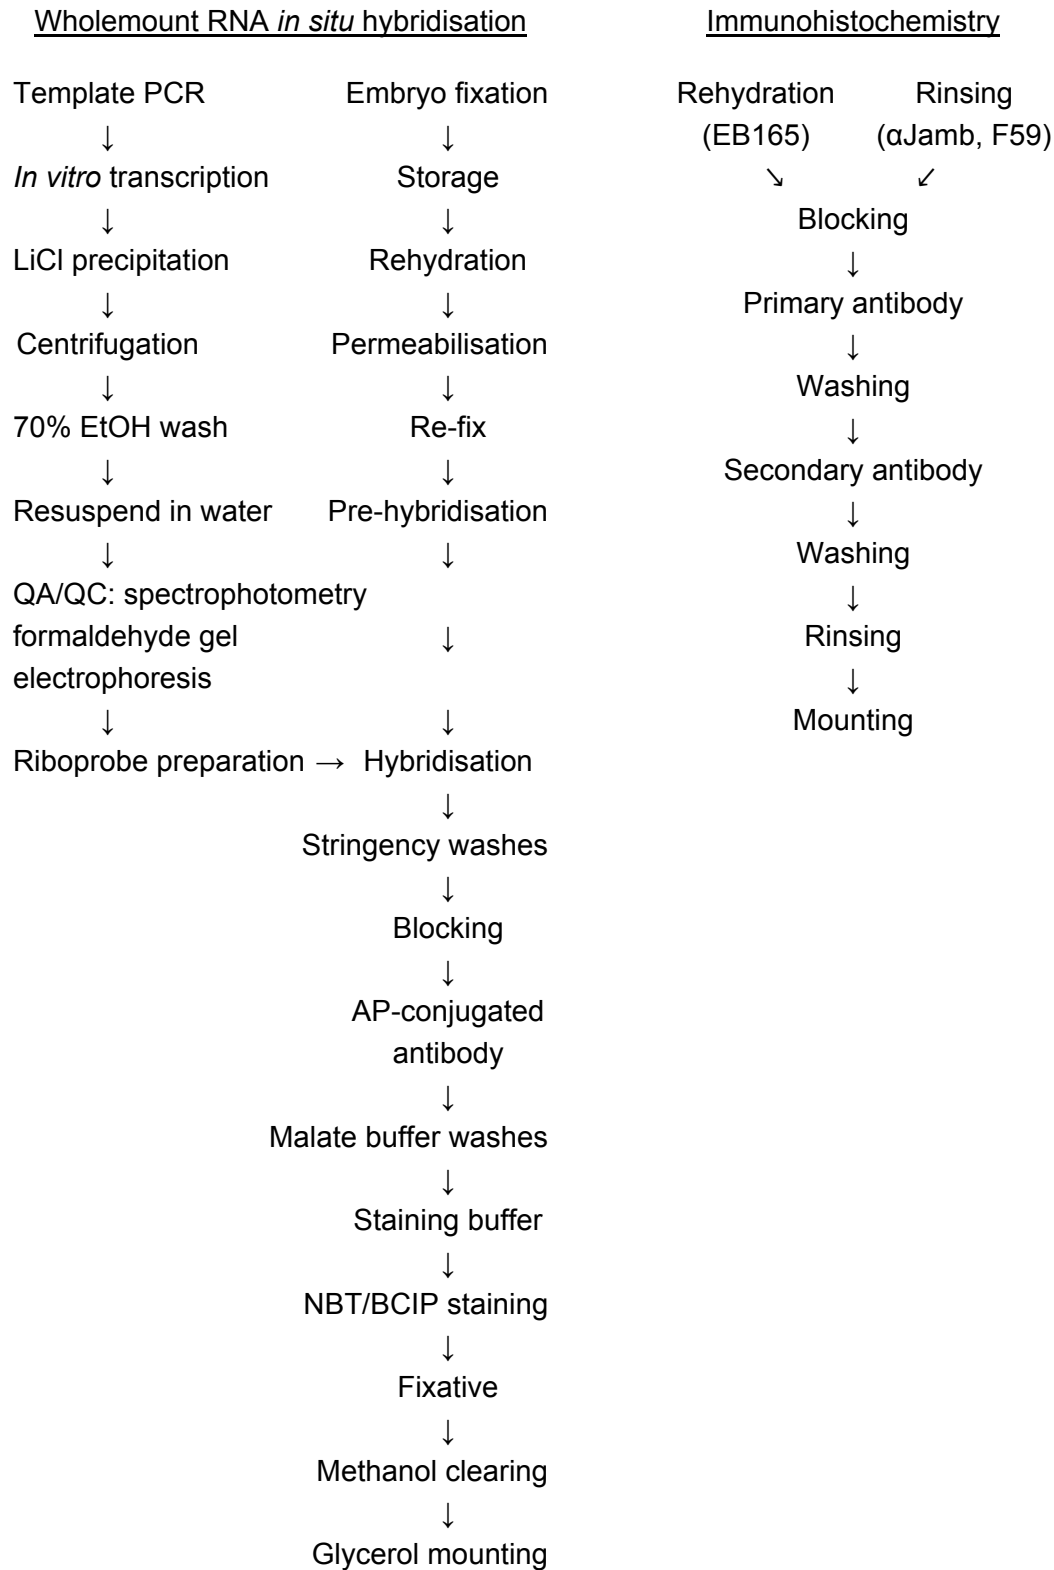 Wholemount RNA in situ hybridisation
Immunohistochemistry
Template PCR
↓
In vitro transcription
↓
LiCl precipitation
↓
Centrifugation
↓
70% EtOH wash
↓
Resuspend in water
↓
QA/QC: spectrophotometry
formaldehyde gel
electrophoresis
↓
Riboprobe preparation →
Embryo fixation
↓
Storage
↓
Rehydration
↓
Permeabilisation
↓
Re-fix
↓
Pre-hybridisation
↓
↓
↓
Hybridisation
↓
Stringency washes
↓
Blocking
↓
AP-conjugated
antibody
↓
Malate buffer washes
↓
Staining buffer
↓
NBT/BCIP staining
↓
Fixative
↓
Methanol clearing
↓
Glycerol mounting
Rehydration
(EB165)
↘
Rinsing
(αJamb, F59)
↙
Blocking
↓
Primary antibody
↓
Washing
↓
Secondary antibody
↓
Washing
↓
Rinsing
↓
Mounting